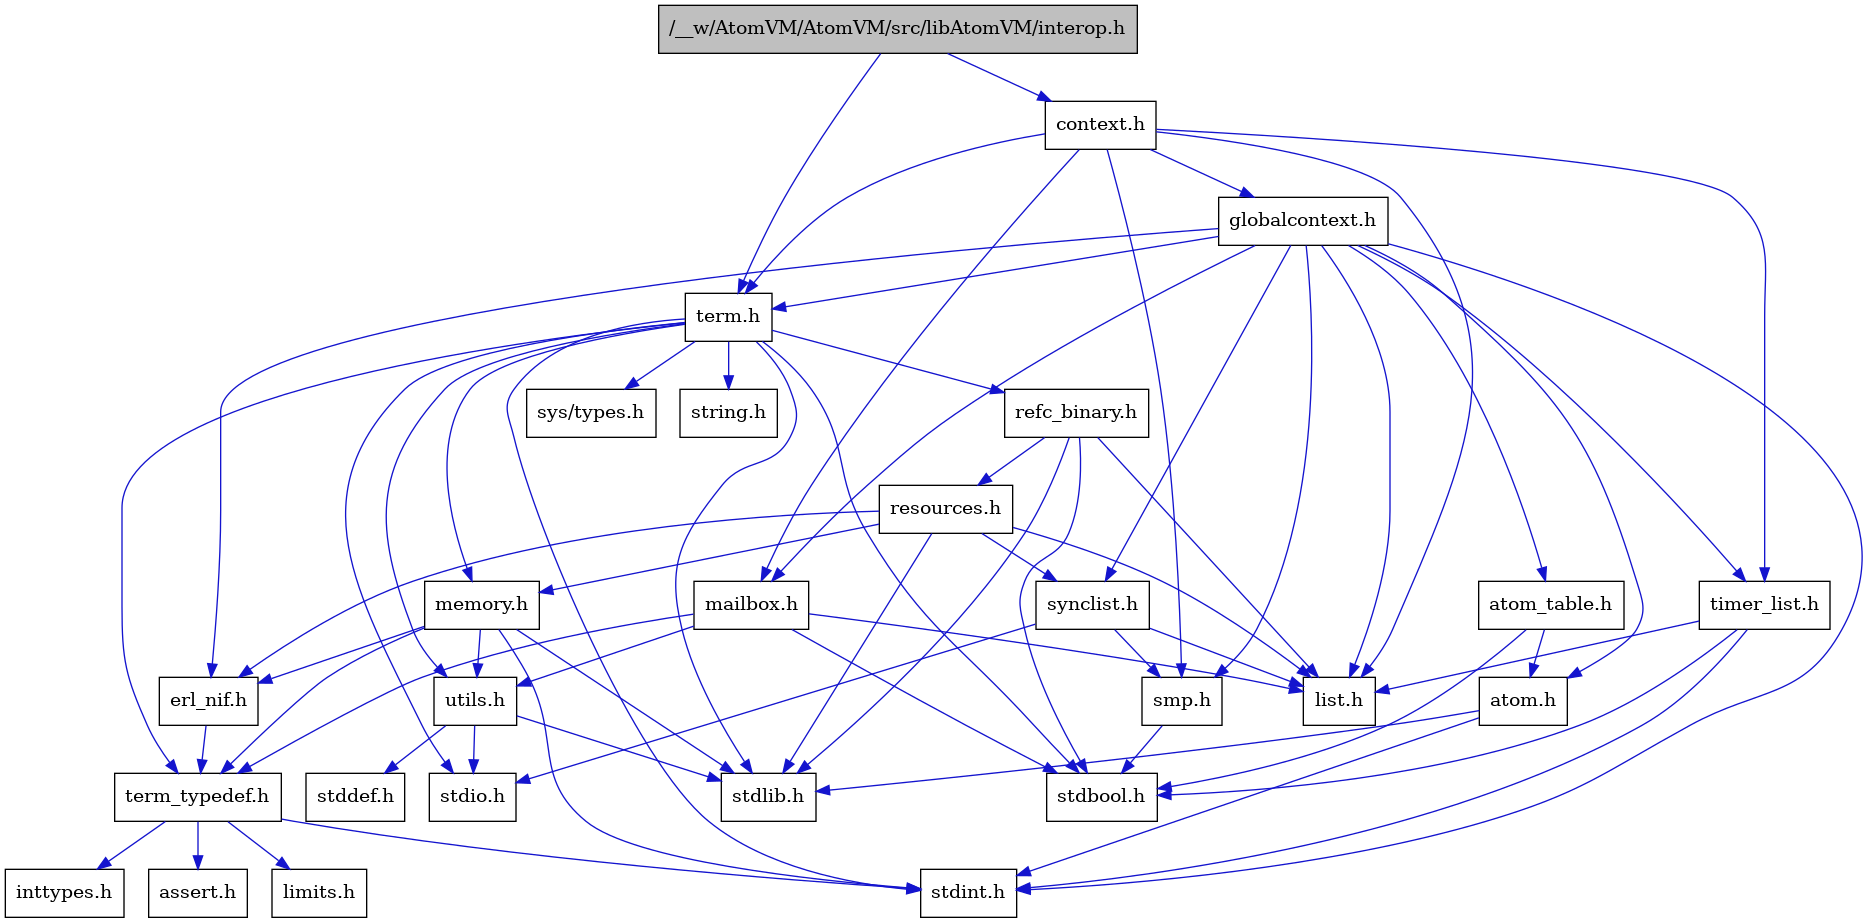 /__w/AtomVM/AtomVM/src/libAtomVM/interop.h
context.h
globalcontext.h
term.h
sys/types.h
string.h
refc_binary.h
resources.h
memory.h
mailbox.h
synclist.h
atom_table.h
timer_list.h
erl_nif.h
utils.h
smp.h
list.h
atom.h
term_typedef.h
stddef.h
stdio.h
stdlib.h
stdbool.h
inttypes.h
assert.h
limits.h
stdint.h